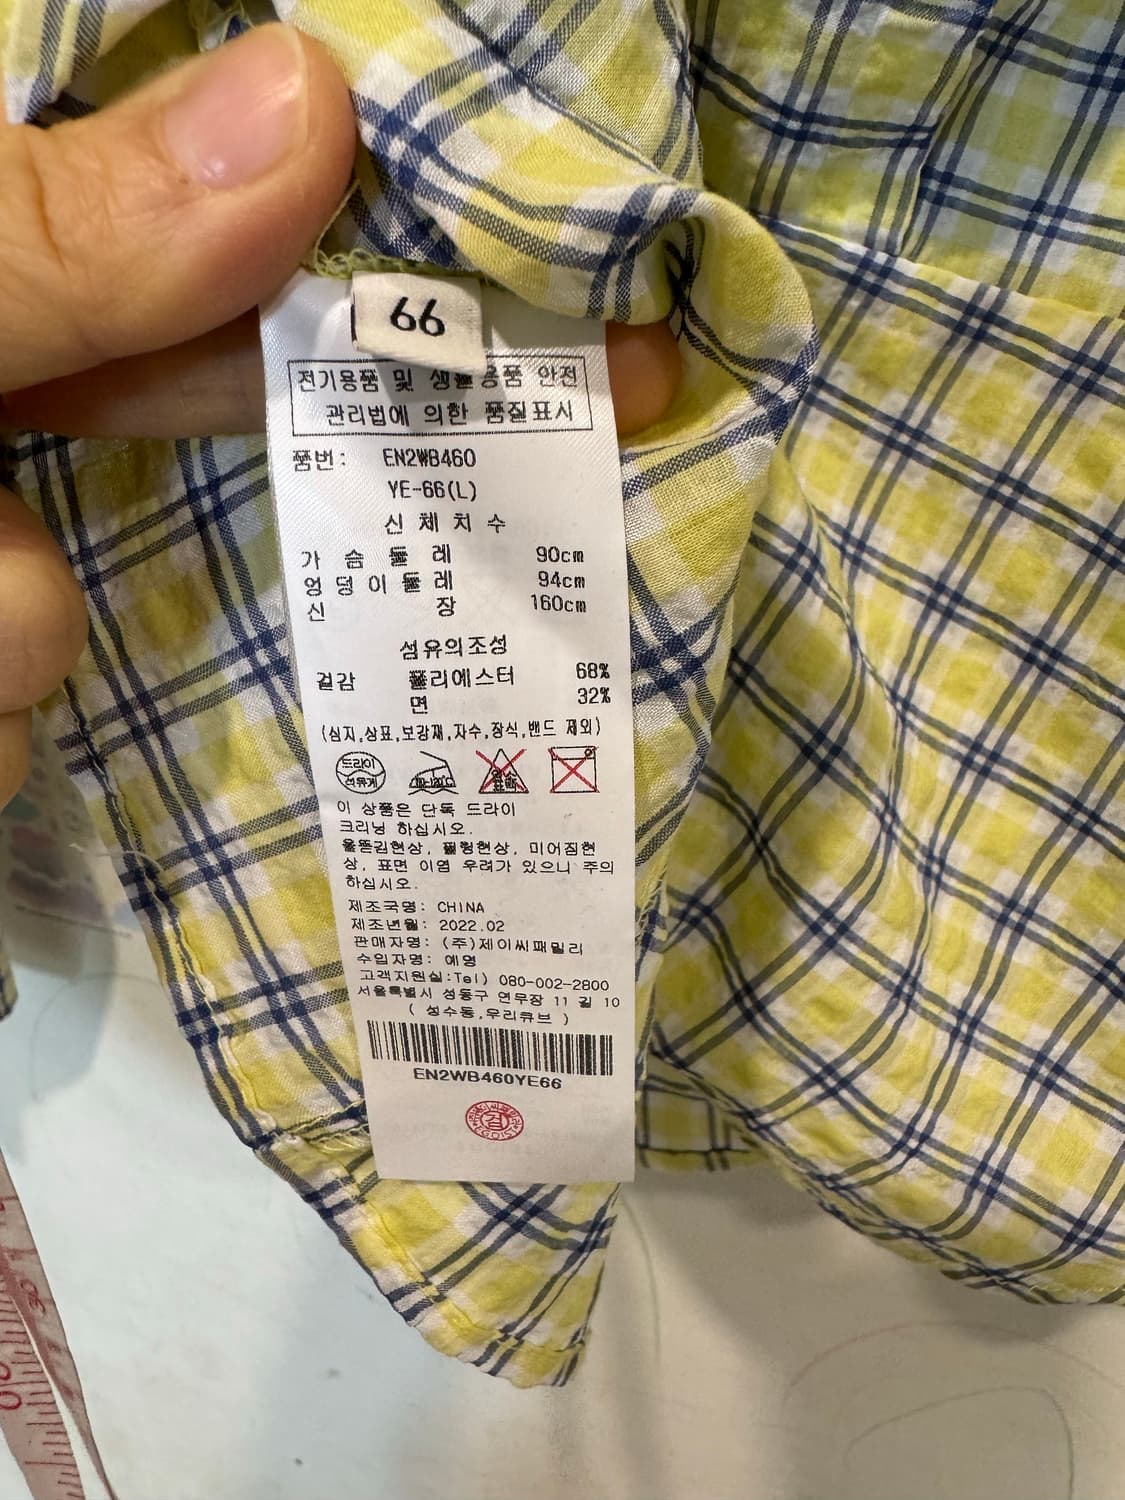 66
전기용품 및 생활용품 안전
관리법에 의한 품질표시
품번: EN2WB460
YE-66(L)
신체치수
가슴둘레 90cm
엉덩이둘레 94cm
신장 160cm
섬유의조성
겉감 폴리에스터 68%
면 32%
(심지,상표,보강재,자수,장식,밴드 제외)
드라이
석유계
이 상품은 단독 드라이
크리닝 하십시오.
올뜯김현상, 필링현상, 미어짐현
상, 표면 이염 우려가 있으니 주의
하십시오.
제조국명: CHINA
제조년월: 2022.02
판매자명: (주)제이씨패밀리
수입자명: 예영
고객지원실:Tel) 080-002-2800
서울특별시 성동구 연무장 11 길 10
( 성수동,우리큐브 )
EN2WB460YE66
30